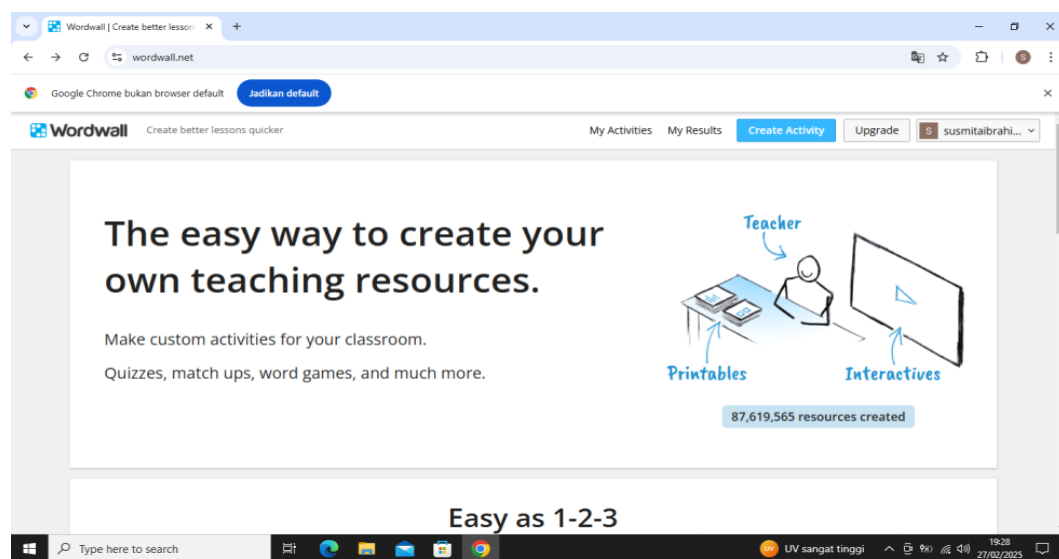 Wordwall | Create better lesson
wordwall.net
S
Google Chrome bukan browser default
Jadikan default
Wordwall
Create better lessons quicker
My Activities
My Results
Create Activity
Upgrade
S susmitaibrahi...
The easy way to create your
own teaching resources.
Make custom activities for your classroom.
Quizzes, match ups, word games, and much more.
Teacher
Printables
Interactives
87,619,565 resources created
Easy as 1-2-3
Type here to search
UV
UV sangat tinggi
19:28
27/02/2025